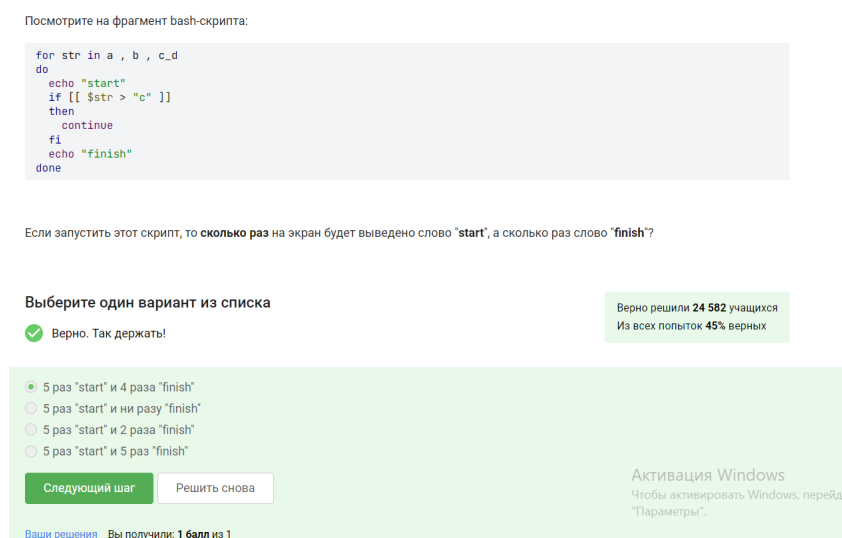 Посмотрите на фрагмент bash-скрипта:
for str in a , b , c_d
do
  echo "start"
  if [[ $str > "c" ]]
  then
    continue
  fi
  echo "finish"
done
Если запустить этот скрипт, то сколько раз на экран будет выведено слово "start", а сколько раз слово "finish"?
Выберите один вариант из списка
Верно. Так держать!
Верно решили 24 582 учащихся
Из всех попыток 45% верных
5 раз "start" и 4 раза "finish"
5 раз "start" и ни разу "finish"
5 раз "start" и 2 раза "finish"
5 раз "start" и 5 раз "finish"
Следующий шаг
Решить снова
Активация Windows
Чтобы активировать Windows, перейд
"Параметры".
Ваши решения Вы получили: 1 балл из 1